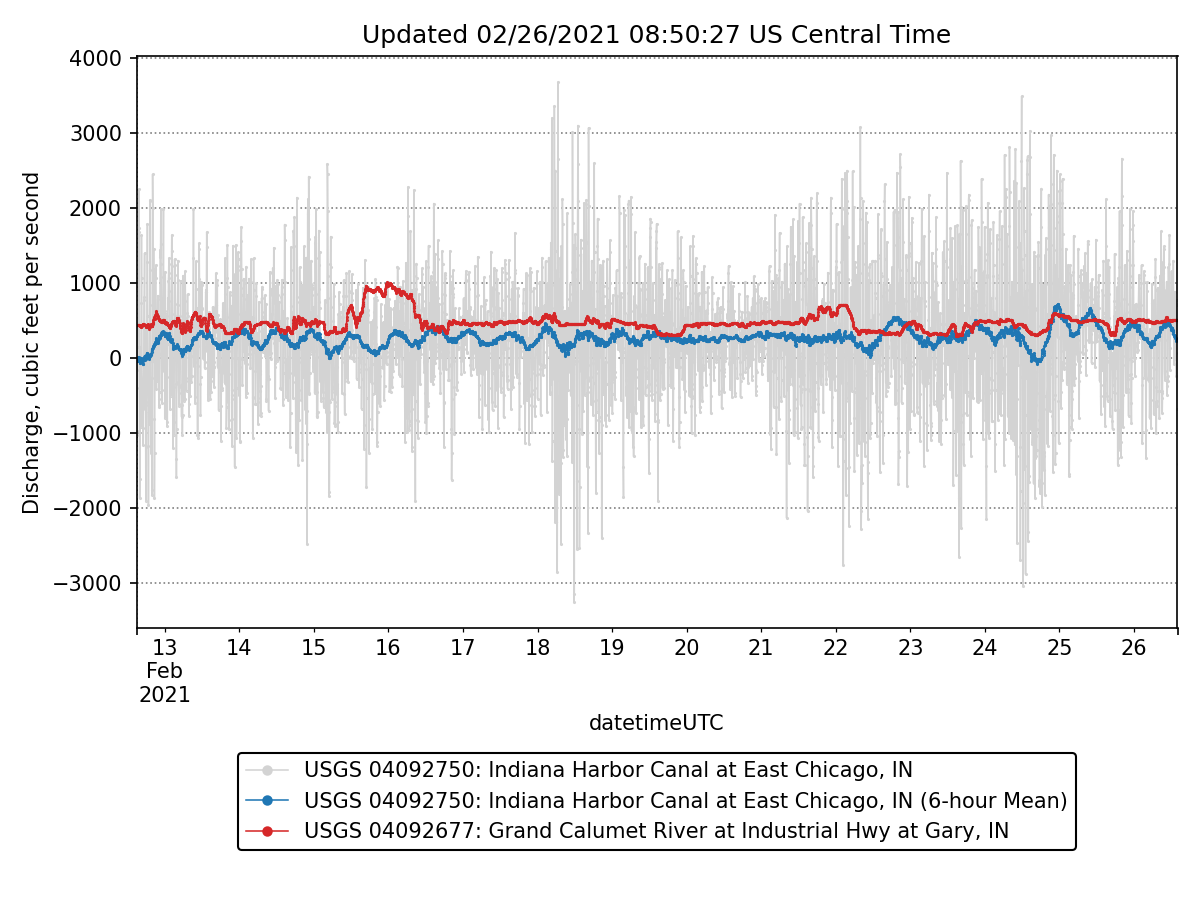 Updated 02/26/2021 08:50:27 US Central Time
Discharge, cubic feet per second
4000
3000
2000
1000
0
−1000
−2000
−3000
13 14 15 16 17 18 19 20 21 22 23 24 25 26
Feb
2021
datetimeUTC
USGS 04092750: Indiana Harbor Canal at East Chicago, IN
USGS 04092750: Indiana Harbor Canal at East Chicago, IN (6-hour Mean)
USGS 04092677: Grand Calumet River at Industrial Hwy at Gary, IN